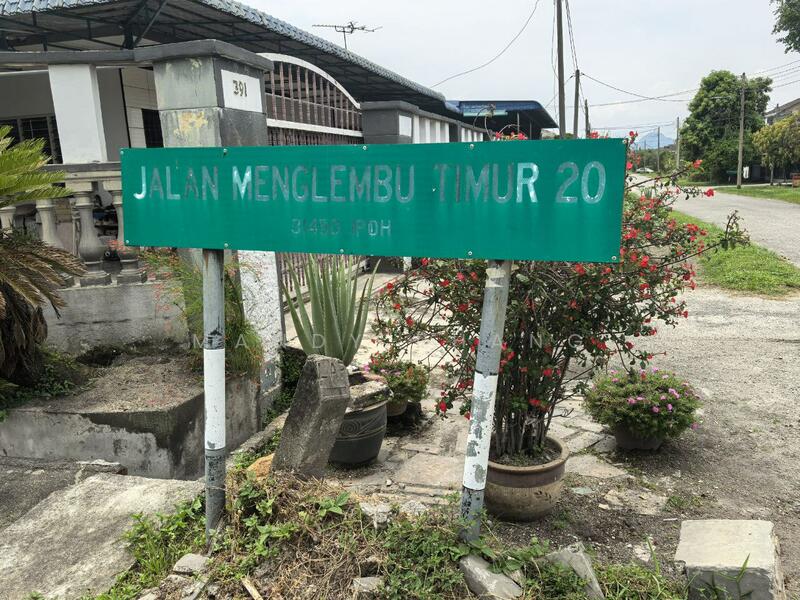 391
JALAN MENGLEMBU TIMUR 20
31450 IPOH